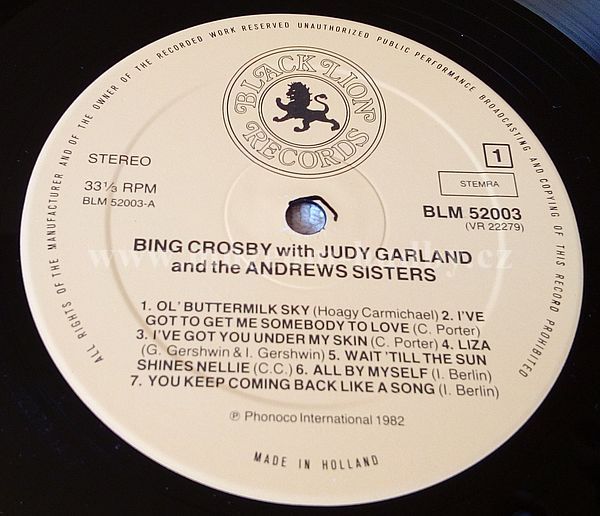 ALL RIGHTS OF THE MANUFACTURER AND OF THE OWNER OF THE RECORDED WORK RESERVED UNAUTHORIZED PUBLIC PERFORMANCE BROADCASTING AND COPYING OF THIS RECORD PROHIBITED
BLACK LION
RECORDS
STEREO
1
33⅓ RPM
STEMRA
BLM 52003-A
BLM 52003
(VR 22279)
BING CROSBY with JUDY GARLAND
and the ANDREWS SISTERS
1. OL' BUTTERMILK SKY (Hoagy Carmichael) 2. I'VE
GOT TO GET ME SOMEBODY TO LOVE (C. Porter)
3. I'VE GOT YOU UNDER MY SKIN (C. Porter) 4. LIZA
(G. Gershwin & I. Gershwin) 5. WAIT 'TILL THE SUN
SHINES NELLIE (C.C.) 6. ALL BY MYSELF (I. Berlin)
7. YOU KEEP COMING BACK LIKE A SONG (I. Berlin)
℗ Phonoco International 1982
MADE IN HOLLAND